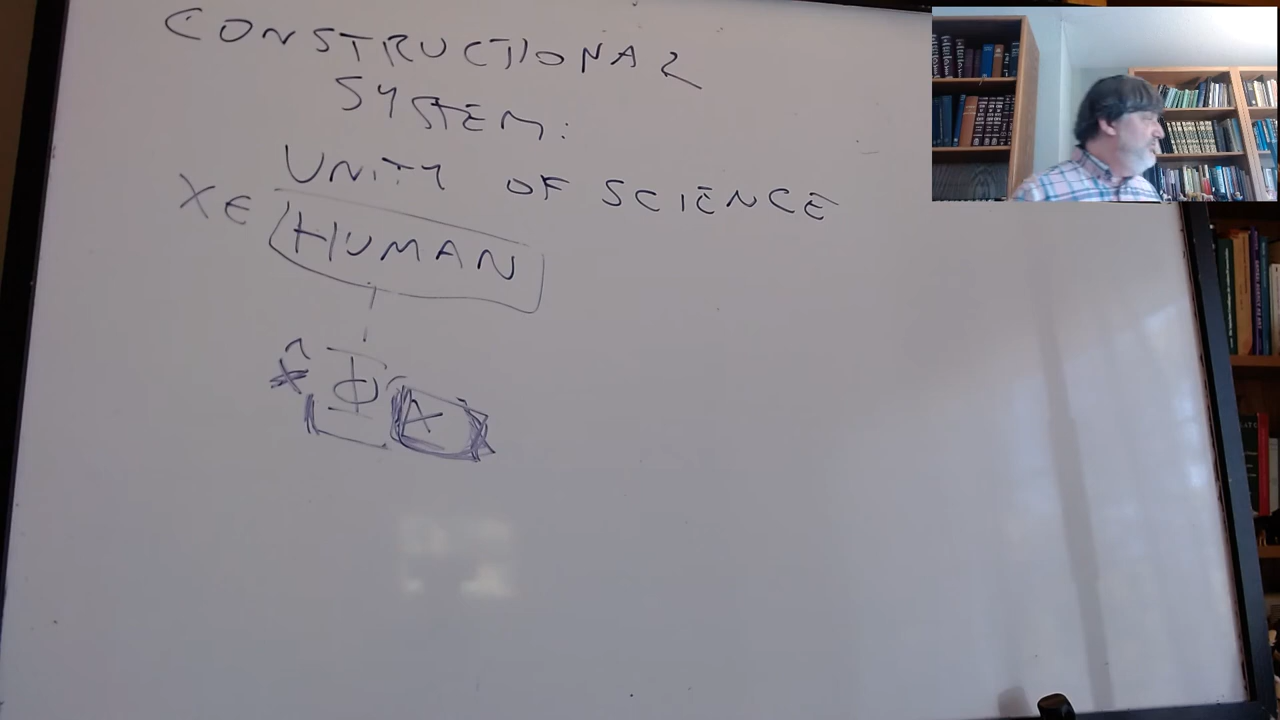 CONSTRUCTIONAL
SYSTEM:
UNITY OF SCIENCE
X ∈ HUMAN
x̂ Φ x